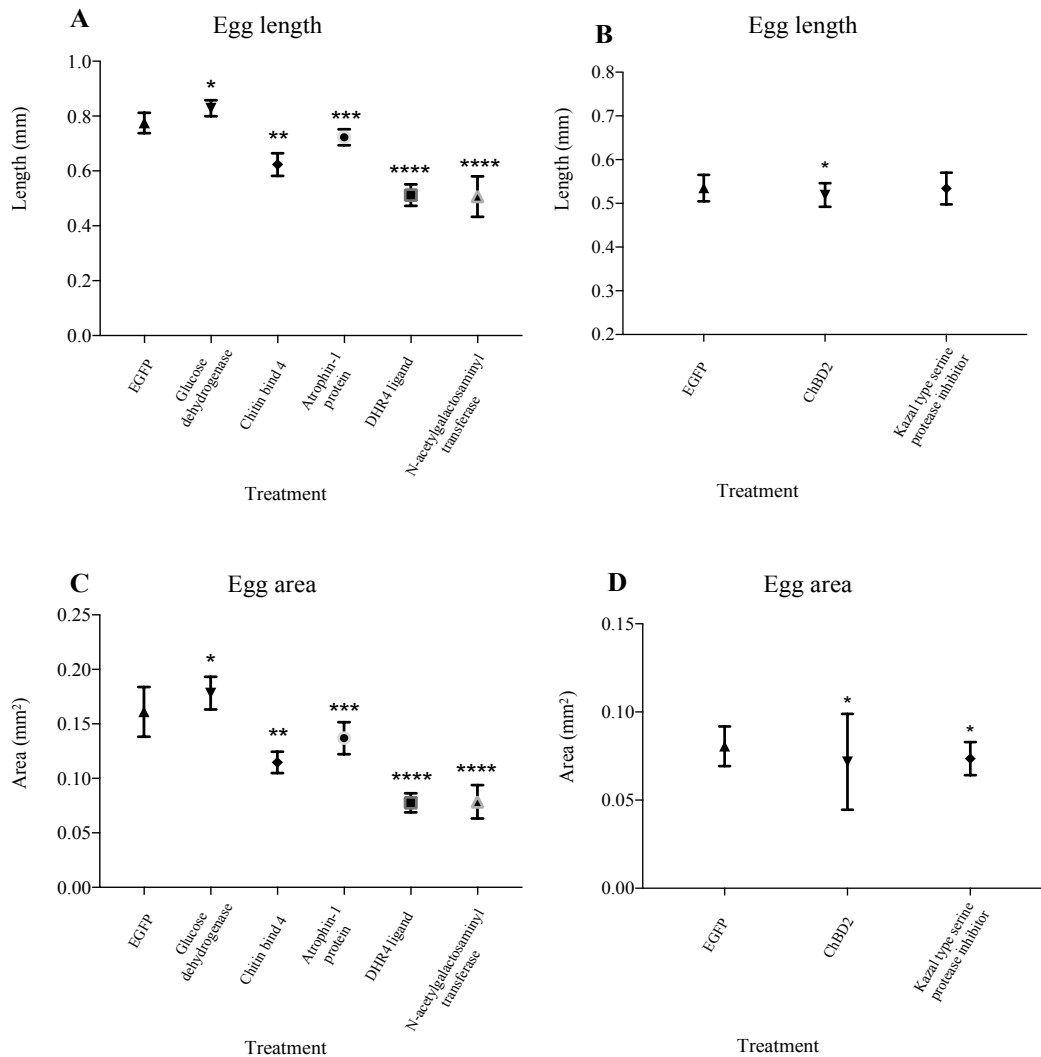 A
Egg length
Length (mm)
1.0
0.8
0.6
0.4
0.2
0.0
*
**
***
****
****
EGFP
Glucose
dehydrogenase
Chitin bind 4
Atrophin-1
protein
DHR4 ligand
N-acetylgalactosaminyl
transferase
Treatment
B
Egg length
Length (mm)
0.8
0.7
0.6
0.5
0.4
0.3
0.2
*
EGFP
ChBD2
Kazal type serine
protease inhibitor
Treatment
C
Egg area
Area (mm²)
0.25
0.20
0.15
0.10
0.05
0.00
*
**
***
****
****
EGFP
Glucose
dehydrogenase
Chitin bind 4
Atrophin-1
protein
DHR4 ligand
N-acetylgalactosaminyl
transferase
Treatment
D
Egg area
Area (mm²)
0.15
0.10
0.05
0.00
*
*
EGFP
ChBD2
Kazal type serine
protease inhibitor
Treatment